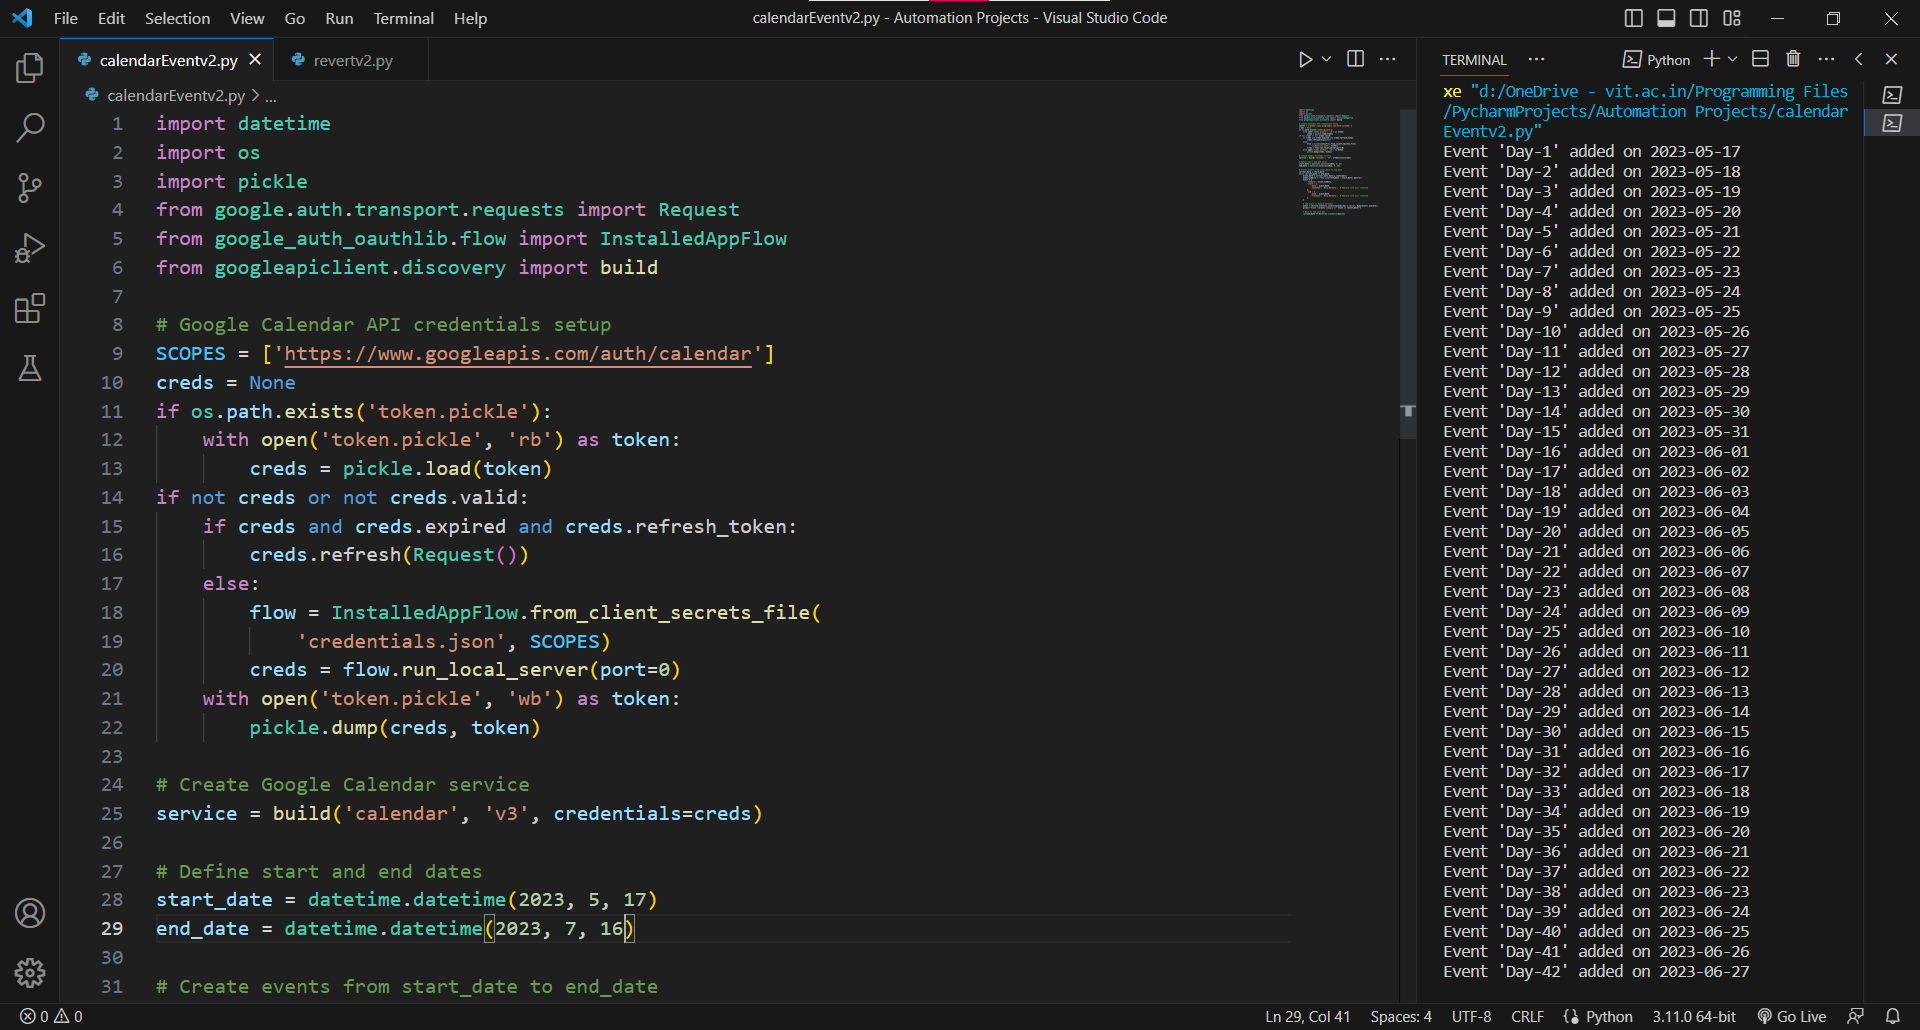 File Edit Selection View Go Run Terminal Help
calendarEventv2.py - Automation Projects - Visual Studio Code
calendarEventv2.py
revertv2.py
calendarEventv2.py > ...
1 import datetime
2 import os
3 import pickle
4 from google.auth.transport.requests import Request
5 from google_auth_oauthlib.flow import InstalledAppFlow
6 from googleapiclient.discovery import build
7
8 # Google Calendar API credentials setup
9 SCOPES = ['https://www.googleapis.com/auth/calendar']
10 creds = None
11 if os.path.exists('token.pickle'):
12     with open('token.pickle', 'rb') as token:
13         creds = pickle.load(token)
14 if not creds or not creds.valid:
15     if creds and creds.expired and creds.refresh_token:
16         creds.refresh(Request())
17     else:
18         flow = InstalledAppFlow.from_client_secrets_file(
19             'credentials.json', SCOPES)
20         creds = flow.run_local_server(port=0)
21     with open('token.pickle', 'wb') as token:
22         pickle.dump(creds, token)
23
24 # Create Google Calendar service
25 service = build('calendar', 'v3', credentials=creds)
26
27 # Define start and end dates
28 start_date = datetime.datetime(2023, 5, 17)
29 end_date = datetime.datetime(2023, 7, 16)
30
31 # Create events from start_date to end_date
TERMINAL
Python
xe "d:/OneDrive - vit.ac.in/Programming Files
/PycharmProjects/Automation Projects/calendar
Eventv2.py"
Event 'Day-1' added on 2023-05-17
Event 'Day-2' added on 2023-05-18
Event 'Day-3' added on 2023-05-19
Event 'Day-4' added on 2023-05-20
Event 'Day-5' added on 2023-05-21
Event 'Day-6' added on 2023-05-22
Event 'Day-7' added on 2023-05-23
Event 'Day-8' added on 2023-05-24
Event 'Day-9' added on 2023-05-25
Event 'Day-10' added on 2023-05-26
Event 'Day-11' added on 2023-05-27
Event 'Day-12' added on 2023-05-28
Event 'Day-13' added on 2023-05-29
Event 'Day-14' added on 2023-05-30
Event 'Day-15' added on 2023-05-31
Event 'Day-16' added on 2023-06-01
Event 'Day-17' added on 2023-06-02
Event 'Day-18' added on 2023-06-03
Event 'Day-19' added on 2023-06-04
Event 'Day-20' added on 2023-06-05
Event 'Day-21' added on 2023-06-06
Event 'Day-22' added on 2023-06-07
Event 'Day-23' added on 2023-06-08
Event 'Day-24' added on 2023-06-09
Event 'Day-25' added on 2023-06-10
Event 'Day-26' added on 2023-06-11
Event 'Day-27' added on 2023-06-12
Event 'Day-28' added on 2023-06-13
Event 'Day-29' added on 2023-06-14
Event 'Day-30' added on 2023-06-15
Event 'Day-31' added on 2023-06-16
Event 'Day-32' added on 2023-06-17
Event 'Day-33' added on 2023-06-18
Event 'Day-34' added on 2023-06-19
Event 'Day-35' added on 2023-06-20
Event 'Day-36' added on 2023-06-21
Event 'Day-37' added on 2023-06-22
Event 'Day-38' added on 2023-06-23
Event 'Day-39' added on 2023-06-24
Event 'Day-40' added on 2023-06-25
Event 'Day-41' added on 2023-06-26
Event 'Day-42' added on 2023-06-27
0 0
Ln 29, Col 41 Spaces: 4 UTF-8 CRLF Python 3.11.0 64-bit Go Live